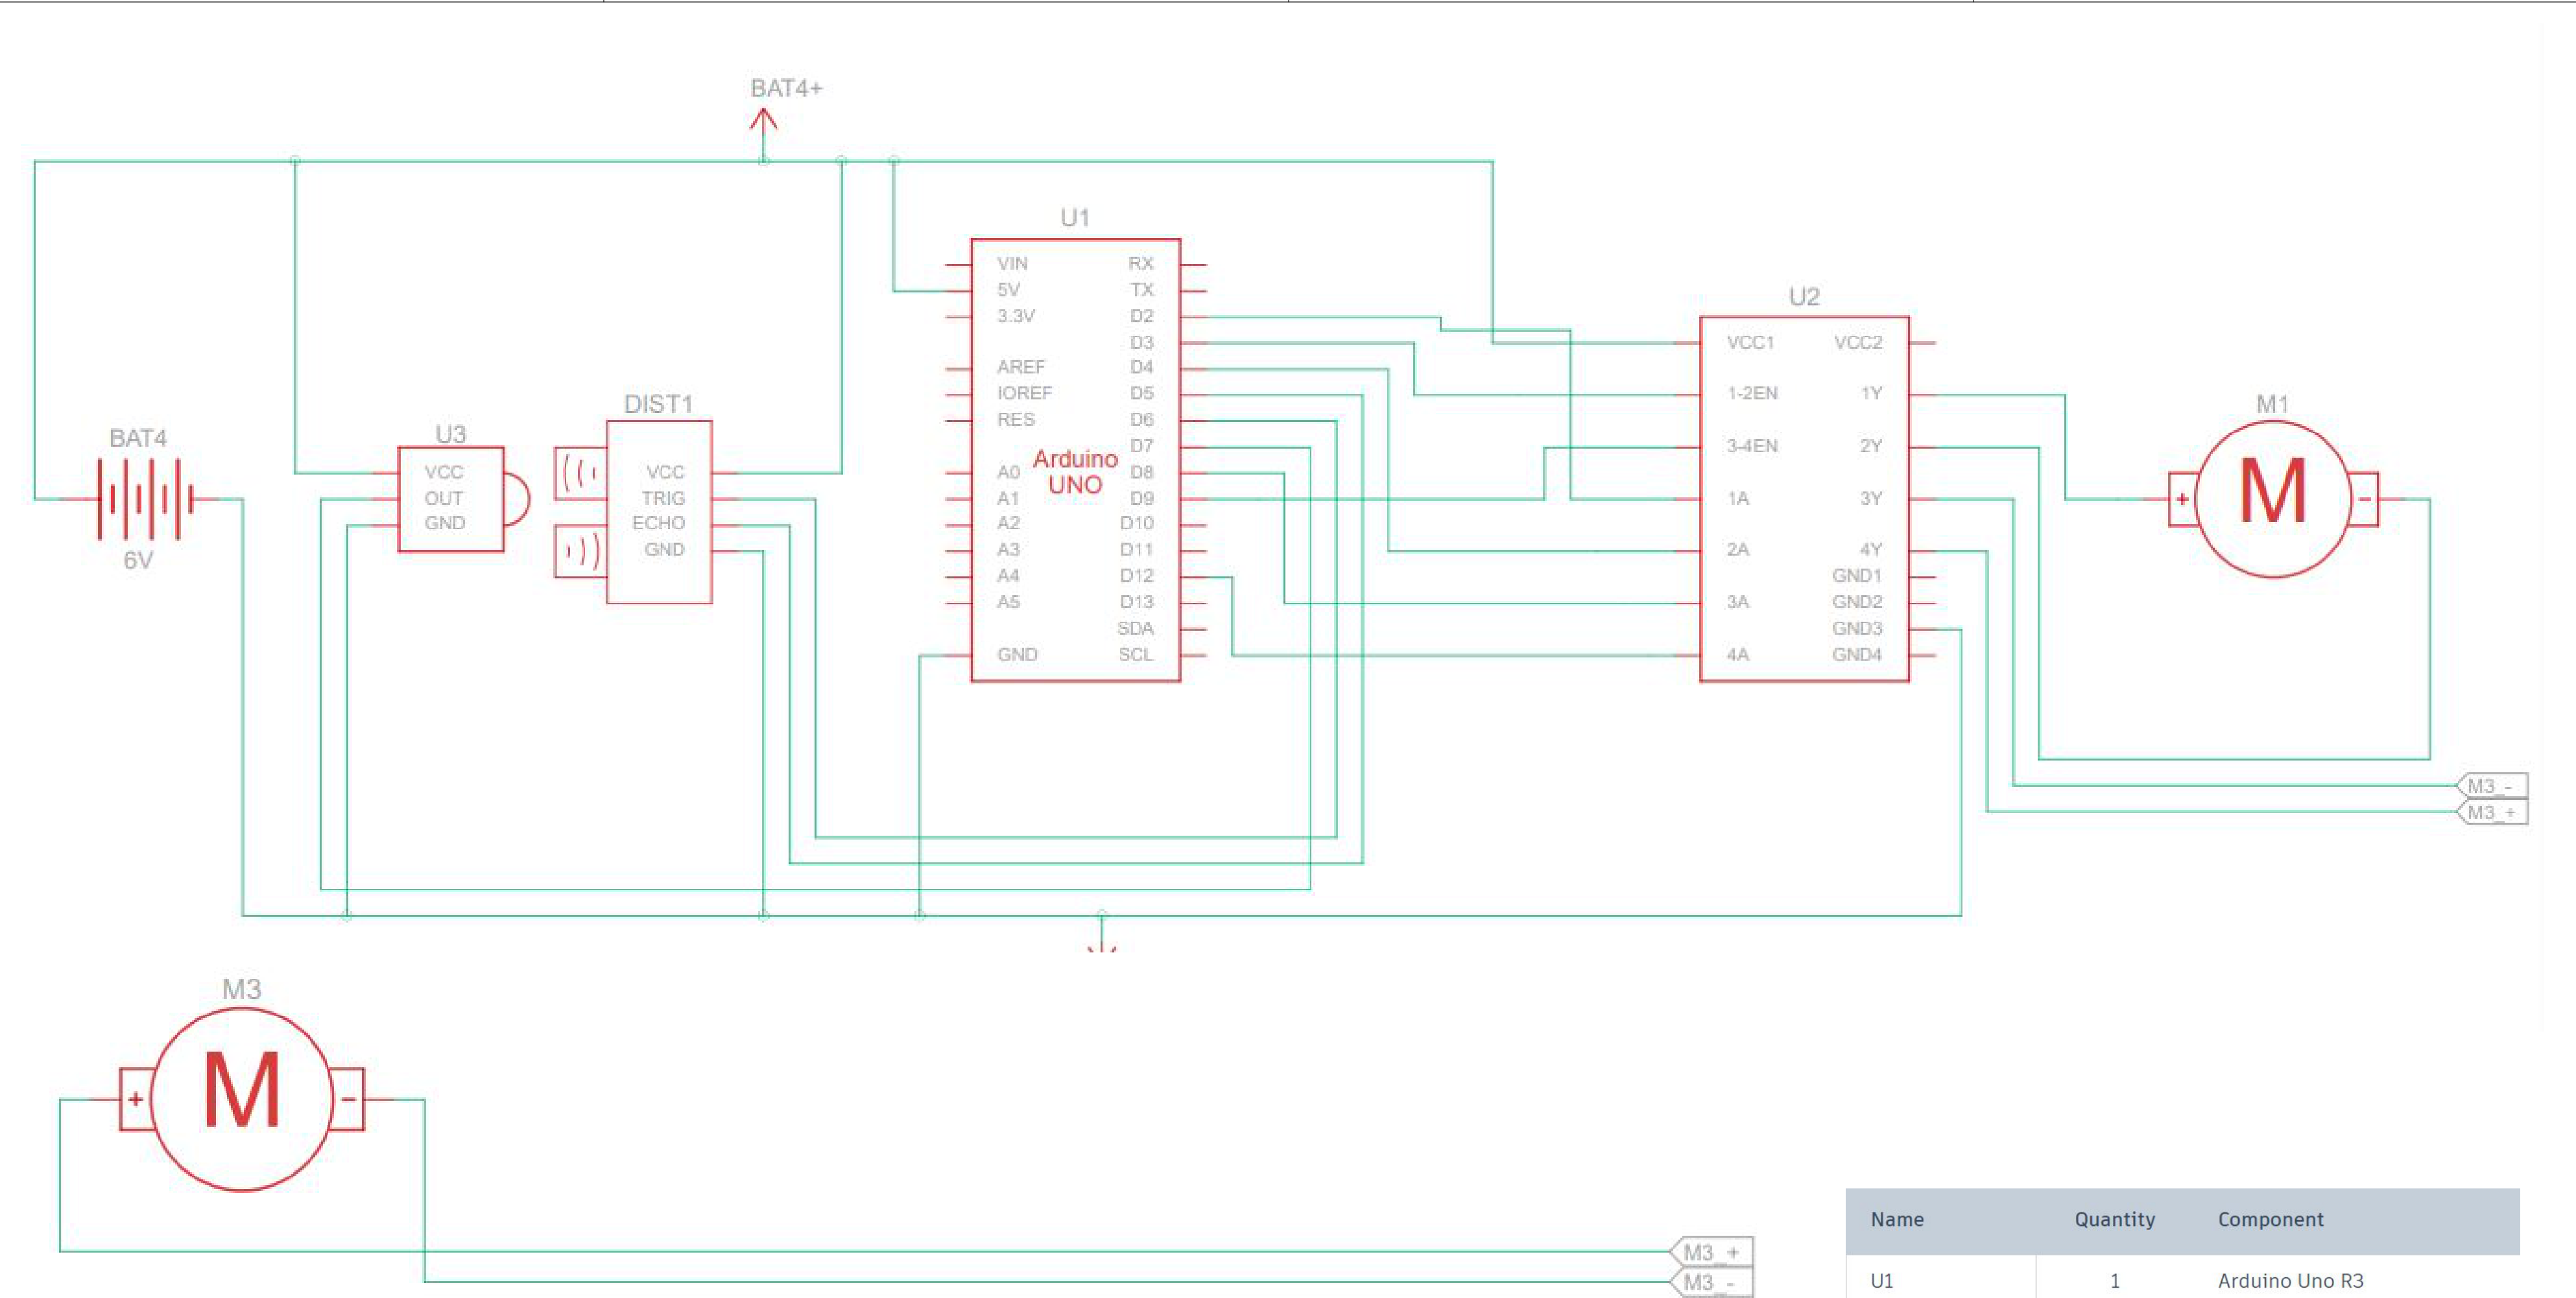 BAT4+
BAT4
6V
U3
VCC
OUT
GND
DIST1
VCC
TRIG
ECHO
GND
U1
VIN
5V
3.3V
AREF
IOREF
RES
A0
A1
A2
A3
A4
A5
GND
Arduino
UNO
RX
TX
D2
D3
D4
D5
D6
D7
D8
D9
D10
D11
D12
D13
SDA
SCL
U2
VCC1
1-2EN
3-4EN
1A
2A
3A
4A
VCC2
1Y
2Y
3Y
4Y
GND1
GND2
GND3
GND4
M1
+
M
-
M3_-
M3_+
M3
+
M
-
M3_+
M3_-
Name Quantity Component
U1 1 Arduino Uno R3